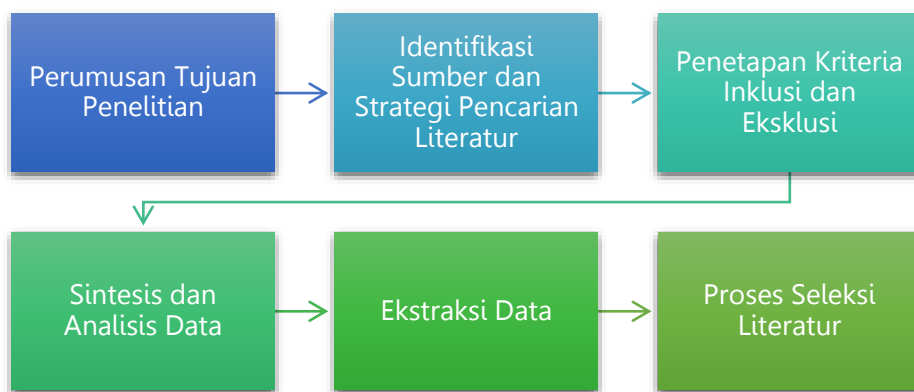 Perumusan Tujuan
Penelitian
Identifikasi
Sumber dan
Strategi Pencarian
Literatur
Penetapan Kriteria
Inklusi dan
Eksklusi
Sintesis dan
Analisis Data
Ekstraksi Data
Proses Seleksi
Literatur